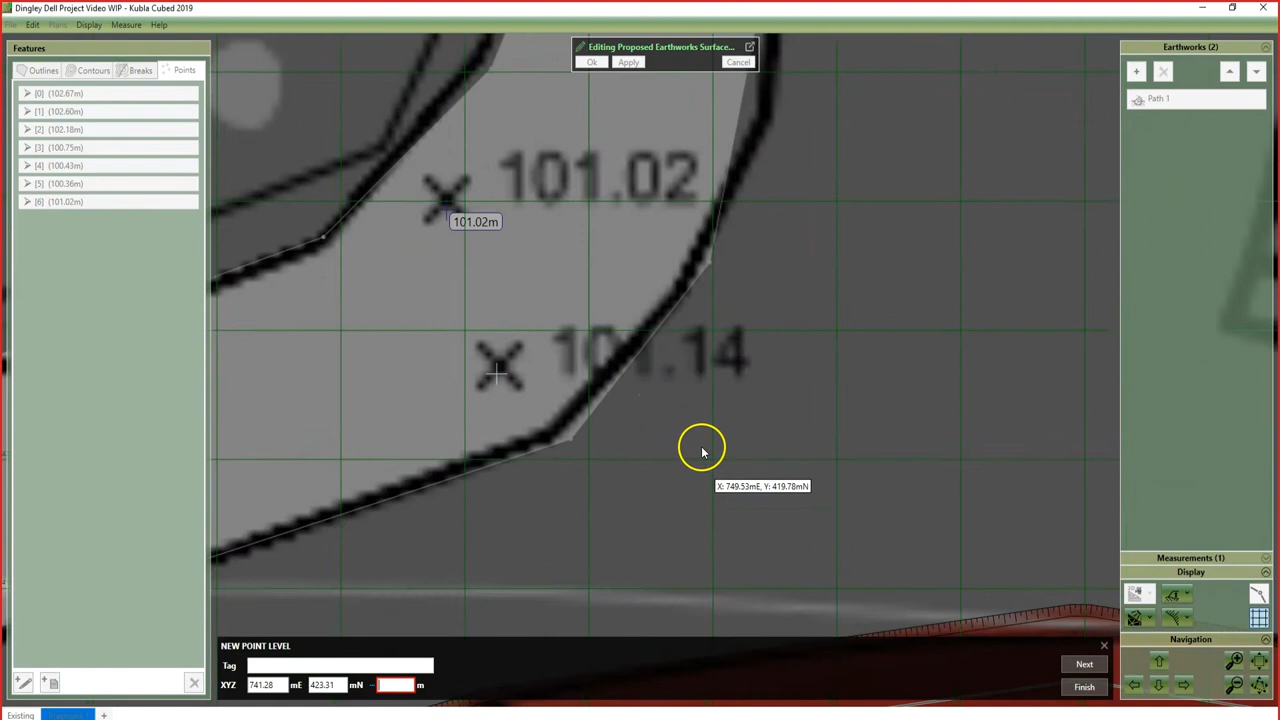 Dingley Dell Project Video WIP - Kubla Cubed 2019
File Edit Plans Display Measure Help
Features
Outlines Contours Breaks Points
[0] (102.67m)
[1] (102.60m)
[2] (102.18m)
[3] (100.75m)
[4] (100.43m)
[5] (100.36m)
[6] (101.02m)
Editing Proposed Earthworks Surface...
Ok Apply Cancel
101.02
101.02m
101.14
X: 749.53mE, Y: 419.78mN
Earthworks (2)
Path 1
Measurements (1)
Display
Navigation
NEW POINT LEVEL
Tag
XYZ 741.28 mE 423.31 mN m
Next
Finish
Existing